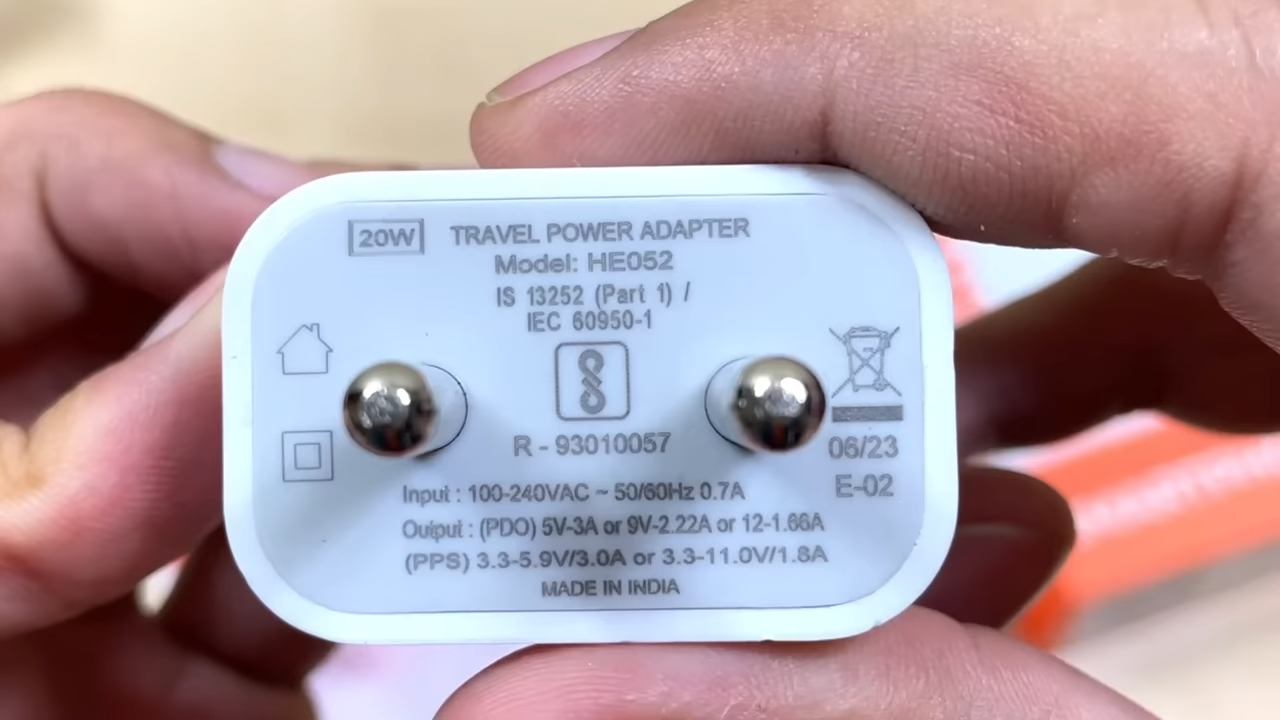 20W TRAVEL POWER ADAPTER
Model: HE052
IS 13252 (Part 1) /
IEC 60950-1
R - 93010057
06/23
E-02
Input : 100-240VAC ~ 50/60Hz 0.7A
Output : (PDO) 5V-3A or 9V-2.22A or 12-1.66A
(PPS) 3.3-5.9V/3.0A or 3.3-11.0V/1.8A
MADE IN INDIA